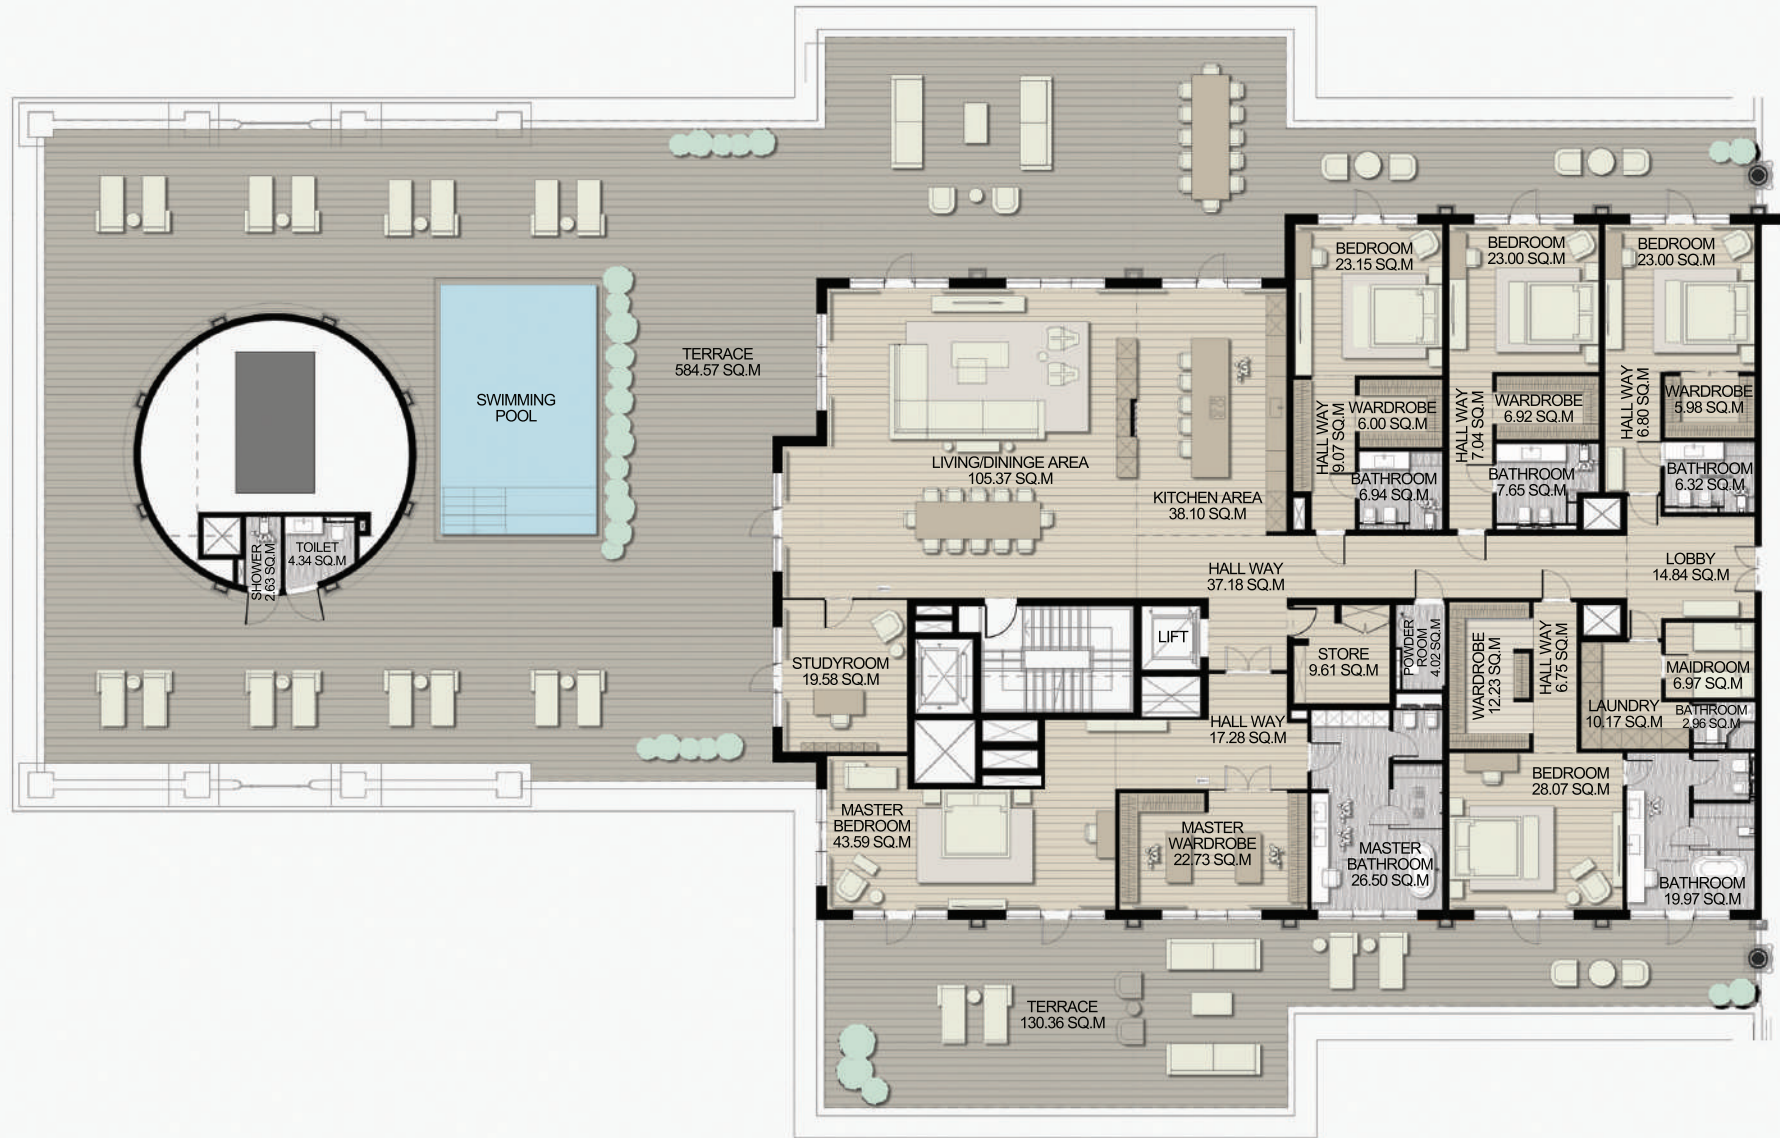 BEDROOM
23.15 SQ.M
BEDROOM
23.00 SQ.M
BEDROOM
23.00 SQ.M
TERRACE
584.57 SQ.M
SWIMMING
POOL
HALL WAY
9.07 SQ.M
WARDROBE
6.00 SQ.M
HALL WAY
7.04 SQ.M
WARDROBE
6.92 SQ.M
HALL WAY
6.80 SQ.M
WARDROBE
5.98 SQ.M
LIVING/DININGE AREA
105.37 SQ.M
KITCHEN AREA
38.10 SQ.M
BATHROOM
6.94 SQ.M
BATHROOM
7.65 SQ.M
BATHROOM
6.32 SQ.M
SHOWER
2.63 SQ.M
TOILET
4.34 SQ.M
HALL WAY
37.18 SQ.M
LOBBY
14.84 SQ.M
LIFT
STUDYROOM
19.58 SQ.M
STORE
9.61 SQ.M
POWDER
ROOM
4.02 SQ.M
WARDROBE
12.23 SQ.M
HALL WAY
6.75 SQ.M
MAIDROOM
6.97 SQ.M
LAUNDRY
10.17 SQ.M
BATHROOM
2.96 SQ.M
HALL WAY
17.28 SQ.M
MASTER
BEDROOM
43.59 SQ.M
MASTER
WARDROBE
22.73 SQ.M
MASTER
BATHROOM
26.50 SQ.M
BEDROOM
28.07 SQ.M
BATHROOM
19.97 SQ.M
TERRACE
130.36 SQ.M